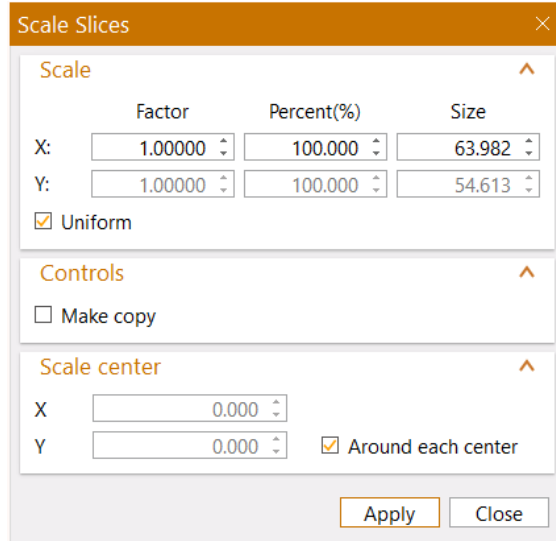 Scale Slices
Scale
Factor Percent(%) Size
X: 1.00000 100.000 63.982
Y: 1.00000 100.000 54.613
Uniform
Controls
Make copy
Scale center
X 0.000
Y 0.000 Around each center
Apply Close